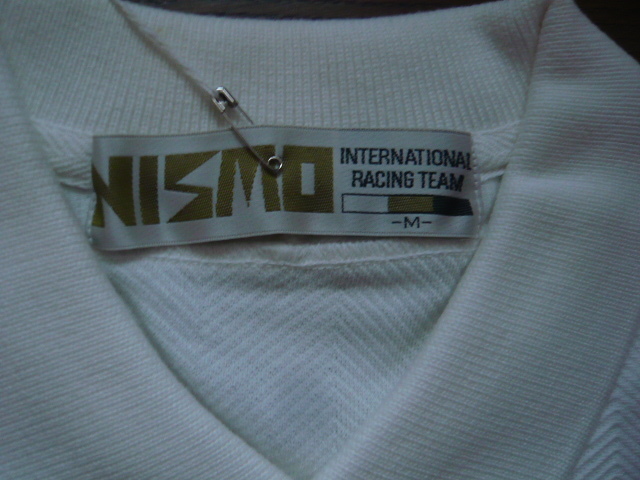 NISMO
INTERNATIONAL
RACING TEAM
-M-